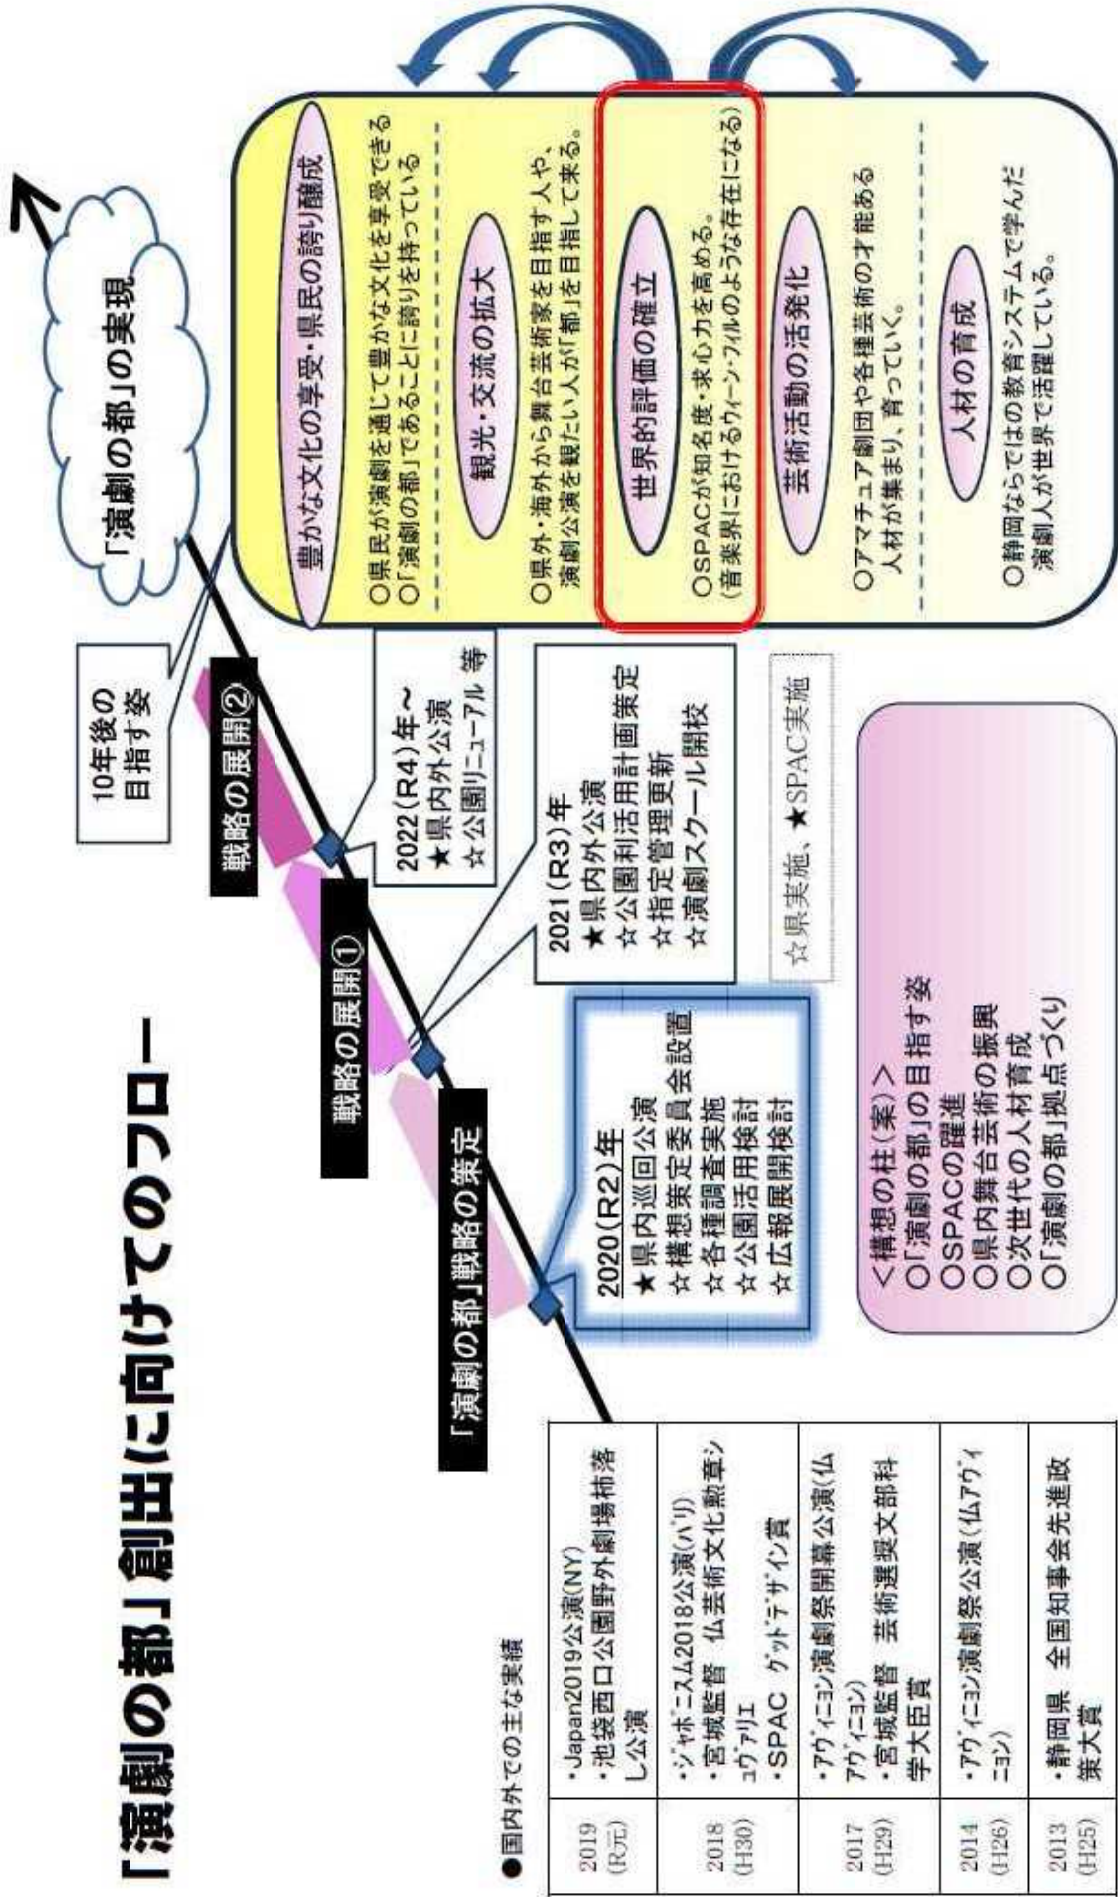 「演劇の都」創出に向けてのフロー
「演劇の都」の実現
10年後の
目指す姿
戦略の展開②
戦略の展開①
「演劇の都」戦略の策定
2022(R4)年～
★県内外公演
☆公園リニューアル 等
2021(R3)年
★県内外公演
☆公園利活用計画策定
☆指定管理更新
☆演劇スクール開校
2020(R2)年
★県内巡回公演
☆構想策定委員会設置
☆各種調査実施
☆公園活用検討
☆広報展開検討
☆県実施、★SPAC実施
豊かな文化の享受・県民の誇り醸成
○県民が演劇を通じて豊かな文化を享受できる
○「演劇の都」であることに誇りを持っている
観光・交流の拡大
○県外・海外から舞台芸術家を目指す人や、
演劇公演を観たい人が「都」を目指して来る。
世界的評価の確立
○SPACが知名度・求心力を高める。
(音楽界におけるウィーン・フィルのような存在になる)
芸術活動の活発化
○アマチュア劇団や各種芸術の才能ある
人材が集まり、育っていく。
人材の育成
○静岡ならではの教育システムで学んだ
演劇人が世界で活躍している。
●国内外での主な実績
2019
(R元)
・Japan2019公演(NY)
・池袋西口公園野外劇場杮落
し公演
2018
(H30)
・ジャポニスム2018公演(パリ)
・宮城監督 仏芸術文化勲章シ
ュヴァリエ
・SPAC グッドデザイン賞
2017
(H29)
・アヴィニョン演劇祭開幕公演(仏
アヴィニョン)
・宮城監督 芸術選奨文部科
学大臣賞
2014
(H26)
・アヴィニョン演劇祭公演(仏アヴィ
ニョン)
2013
(H25)
・静岡県 全国知事会先進政
策大賞
＜構想の柱(案)＞
○「演劇の都」の目指す姿
○SPACの躍進
○県内舞台芸術の振興
○次世代の人材育成
○「演劇の都」拠点づくり